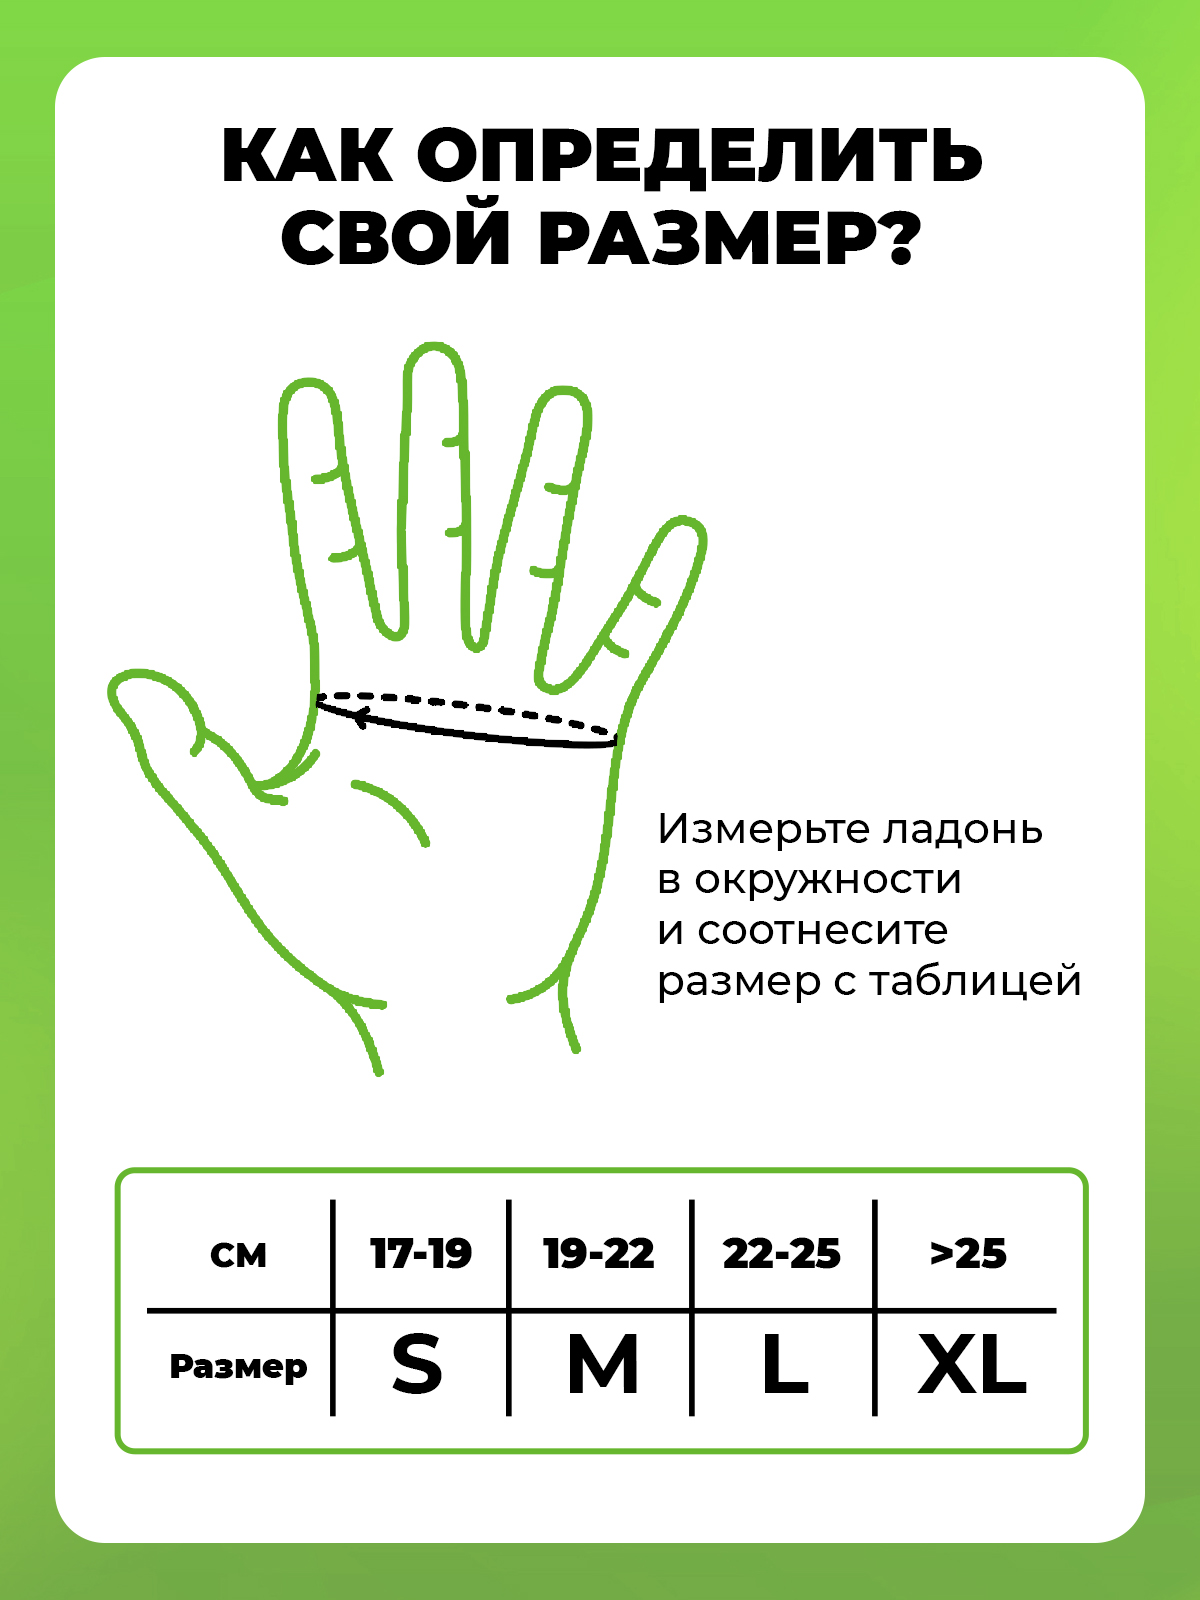 КАК ОПРЕДЕЛИТЬ
СВОЙ РАЗМЕР?
Измерьте ладонь
в окружности
и соотнесите
размер с таблицей
см 17-19 19-22 22-25 >25
Размер S M L XL